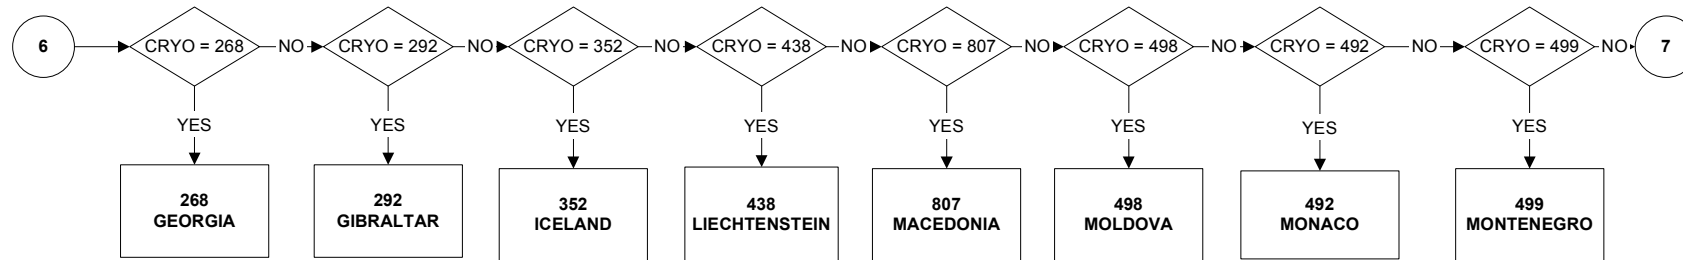 6
CRYO = 268
NO
CRYO = 292
NO
CRYO = 352
NO
CRYO = 438
NO
CRYO = 807
NO
CRYO = 498
NO
CRYO = 492
NO
CRYO = 499
NO
7
YES
YES
YES
YES
YES
YES
YES
YES
268
GEORGIA
292
GIBRALTAR
352
ICELAND
438
LIECHTENSTEIN
807
MACEDONIA
498
MOLDOVA
492
MONACO
499
MONTENEGRO